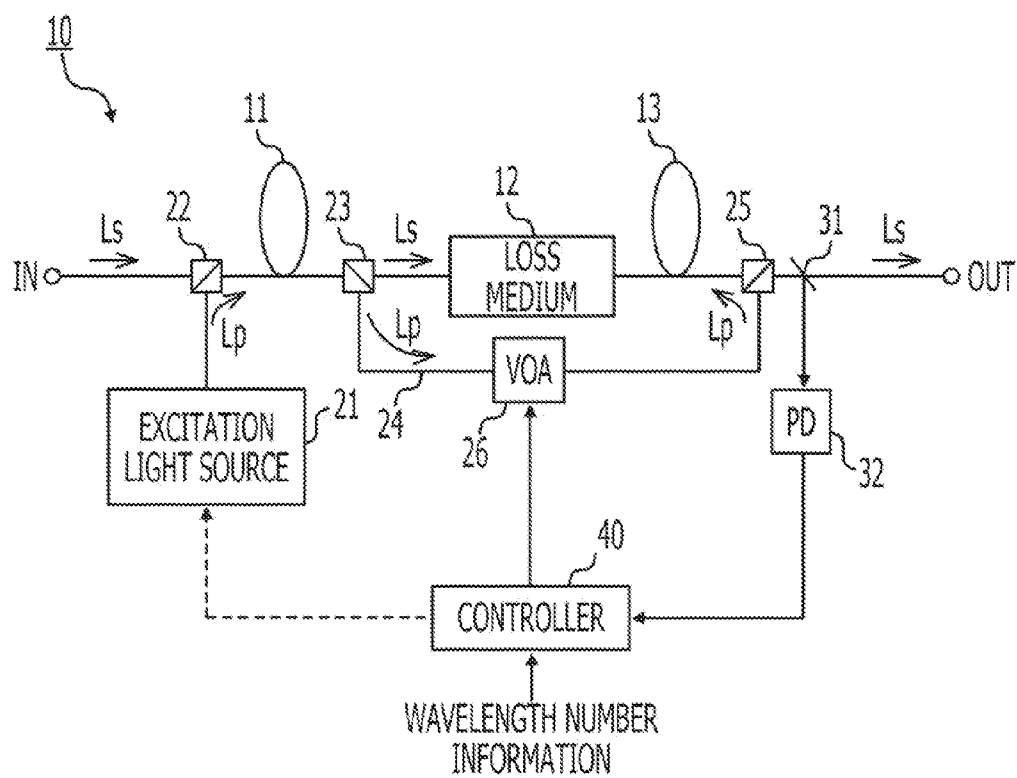 10
11
13
12
22
23
25
31
Ls
Ls
Ls
IN
LOSS
MEDIUM
OUT
Lp
Lp
Lp
VOA
24
26
21
EXCITATION
LIGHT SOURCE
PD
32
40
CONTROLLER
WAVELENGTH NUMBER
INFORMATION